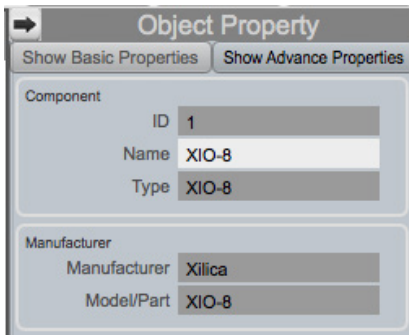 Object Property
Show Basic Properties Show Advance Properties
Component
ID 1
Name XIO-8
Type XIO-8
Manufacturer
Manufacturer Xilica
Model/Part XIO-8